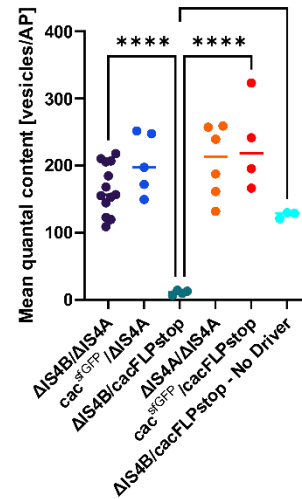 **** ****
Mean quantal content [vesicles/AP]
400
300
200
100
0
ΔIS4B/ΔIS4A
cac^sfGFP/ΔIS4A
ΔIS4B/cacFLPstop
ΔIS4A/ΔIS4A
cac^sfGFP/cacFLPstop
ΔIS4B/cacFLPstop - No Driver